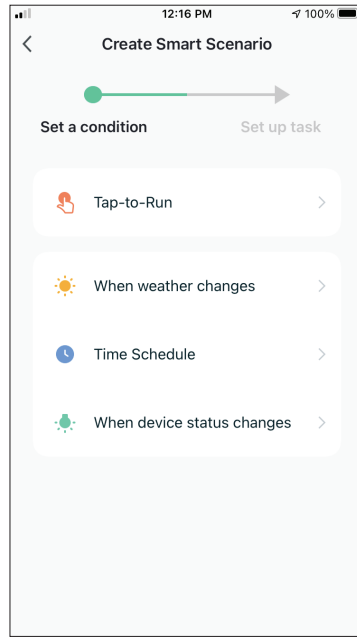 12:16 PM 100%
Create Smart Scenario
Set a condition Set up task
Tap-to-Run
When weather changes
Time Schedule
When device status changes